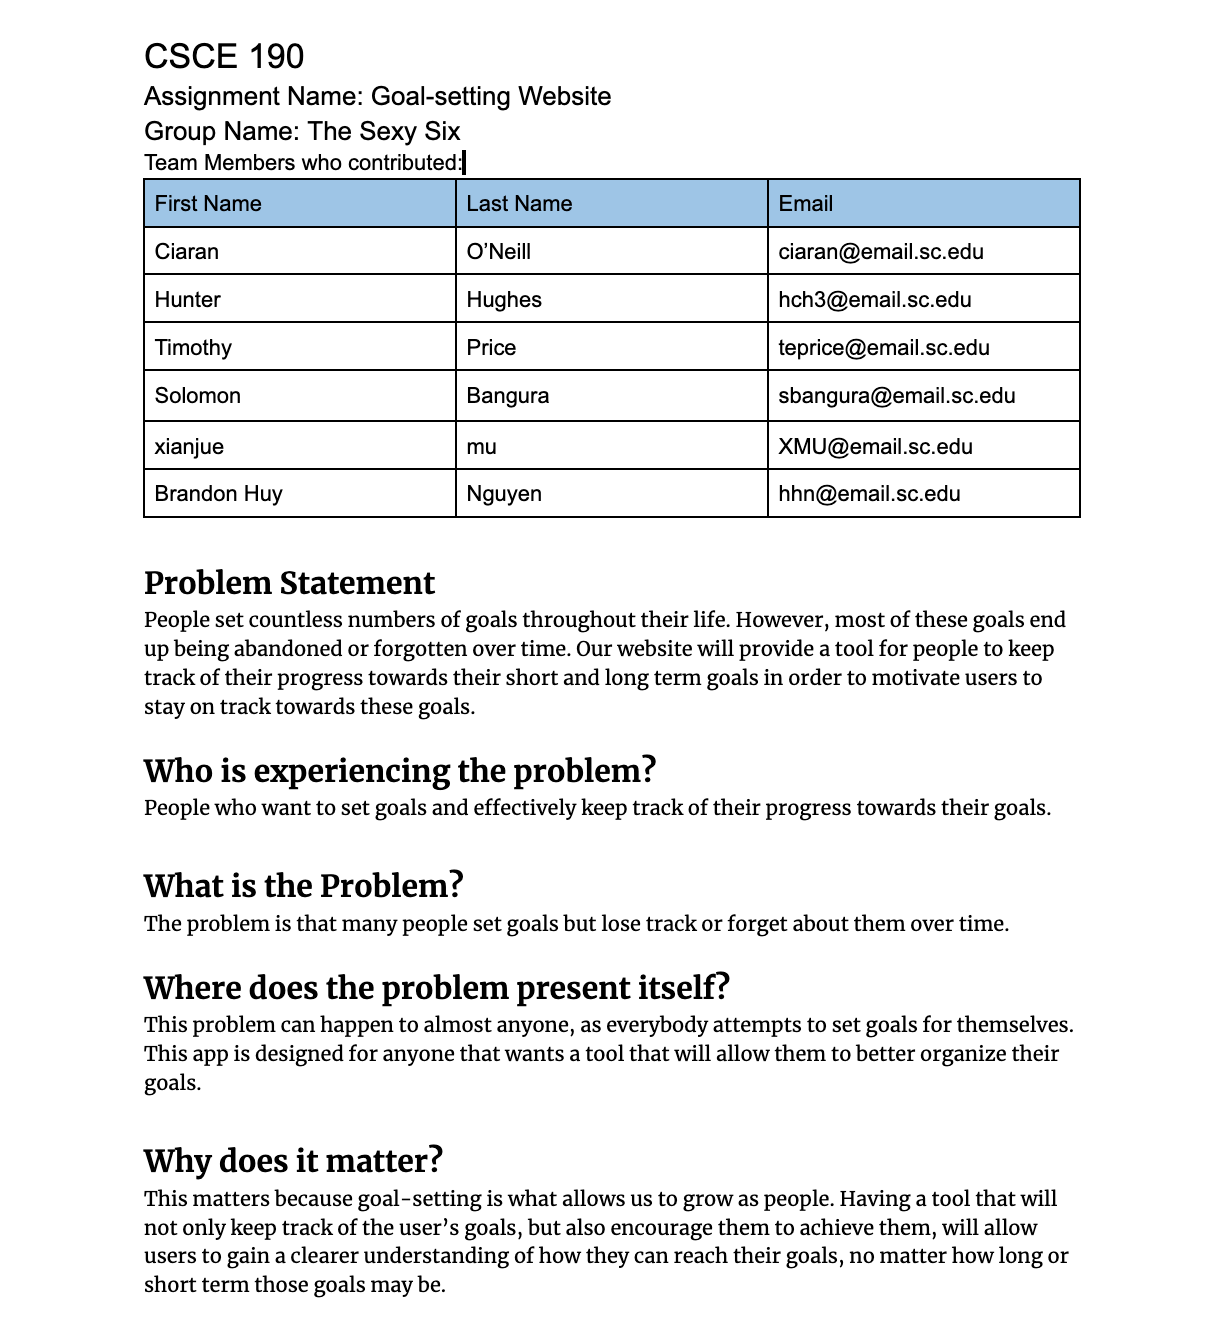 CSCE 190
Assignment Name: Goal-setting Website
Group Name: The Sexy Six
Team Members who contributed:
First Name Last Name Email
Ciaran O’Neill ciaran@email.sc.edu
Hunter Hughes hch3@email.sc.edu
Timothy Price teprice@email.sc.edu
Solomon Bangura sbangura@email.sc.edu
xianjue mu XMU@email.sc.edu
Brandon Huy Nguyen hhn@email.sc.edu
Problem Statement
People set countless numbers of goals throughout their life. However, most of these goals end
up being abandoned or forgotten over time. Our website will provide a tool for people to keep
track of their progress towards their short and long term goals in order to motivate users to
stay on track towards these goals.
Who is experiencing the problem?
People who want to set goals and effectively keep track of their progress towards their goals.
What is the Problem?
The problem is that many people set goals but lose track or forget about them over time.
Where does the problem present itself?
This problem can happen to almost anyone, as everybody attempts to set goals for themselves.
This app is designed for anyone that wants a tool that will allow them to better organize their
goals.
Why does it matter?
This matters because goal-setting is what allows us to grow as people. Having a tool that will
not only keep track of the user’s goals, but also encourage them to achieve them, will allow
users to gain a clearer understanding of how they can reach their goals, no matter how long or
short term those goals may be.